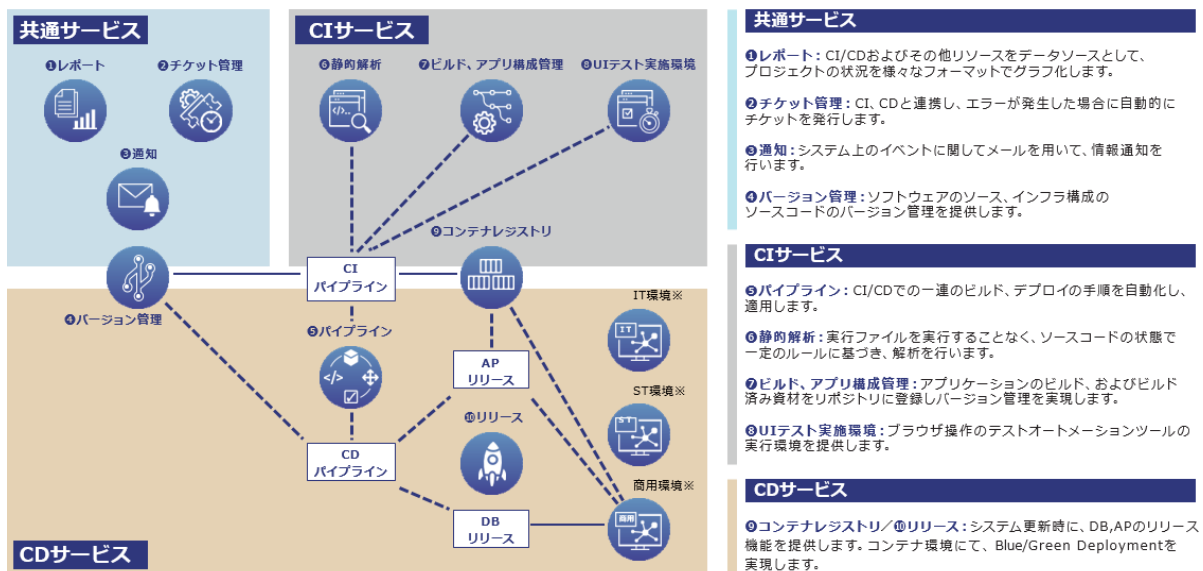 共通サービス
❶レポート
❷チケット管理
❸通知
CIサービス
❻静的解析
❼ビルド、アプリ構成管理
❽UIテスト実施環境
</..
❾コンテナレジストリ
CI
パイプライン
❹バージョン管理
❺パイプライン
</>
AP
リリース
❿リリース
CD
パイプライン
DB
リリース
IT環境※
IT
ST環境※
ST
商用環境※
商用
CDサービス
共通サービス
❶レポート：CI/CDおよびその他リソースをデータソースとして、
プロジェクトの状況を様々なフォーマットでグラフ化します。
❷チケット管理：CI、CDと連携し、エラーが発生した場合に自動的に
チケットを発行します。
❸通知：システム上のイベントに関してメールを用いて、情報通知を
行います。
❹バージョン管理：ソフトウェアのソース、インフラ構成の
ソースコードのバージョン管理を提供します。
CIサービス
❺パイプライン：CI/CDでの一連のビルド、デプロイの手順を自動化し、
適用します。
❻静的解析：実行ファイルを実行することなく、ソースコードの状態で
一定のルールに基づき、解析を行います。
❼ビルド、アプリ構成管理：アプリケーションのビルド、およびビルド
済み資材をリポジトリに登録しバージョン管理を実現します。
❽UIテスト実施環境：ブラウザ操作のテストオートメーションツールの
実行環境を提供します。
CDサービス
❾コンテナレジストリ／❿リリース：システム更新時に、DB,APのリリース
機能を提供します。コンテナ環境にて、Blue/Green Deploymentを
実現します。